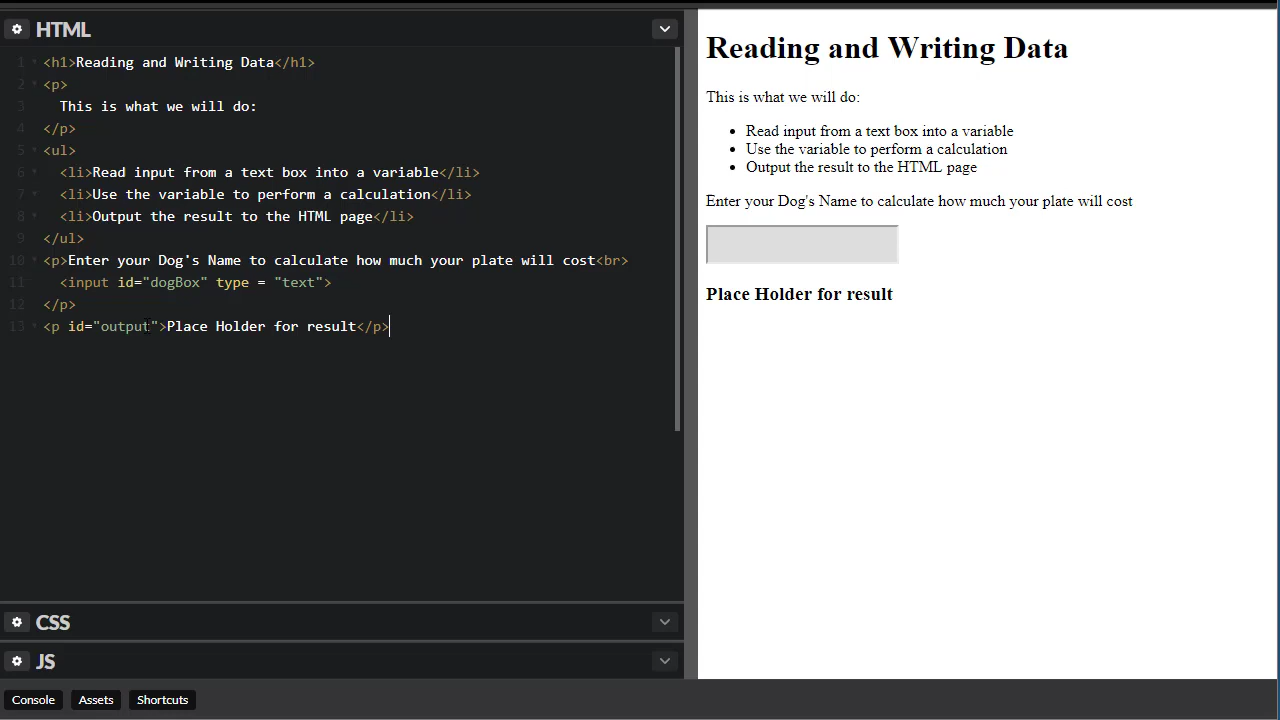 HTML
1 <h1>Reading and Writing Data</h1>
2 <p>
3 This is what we will do:
4 </p>
5 <ul>
6 <li>Read input from a text box into a variable</li>
7 <li>Use the variable to perform a calculation</li>
8 <li>Output the result to the HTML page</li>
9 </ul>
10 <p>Enter your Dog's Name to calculate how much your plate will cost<br>
11 <input id="dogBox" type = "text">
12 </p>
13 <p id="output">Place Holder for result</p>
CSS
JS
Console Assets Shortcuts
Reading and Writing Data
This is what we will do:
• Read input from a text box into a variable
• Use the variable to perform a calculation
• Output the result to the HTML page
Enter your Dog's Name to calculate how much your plate will cost
Place Holder for result